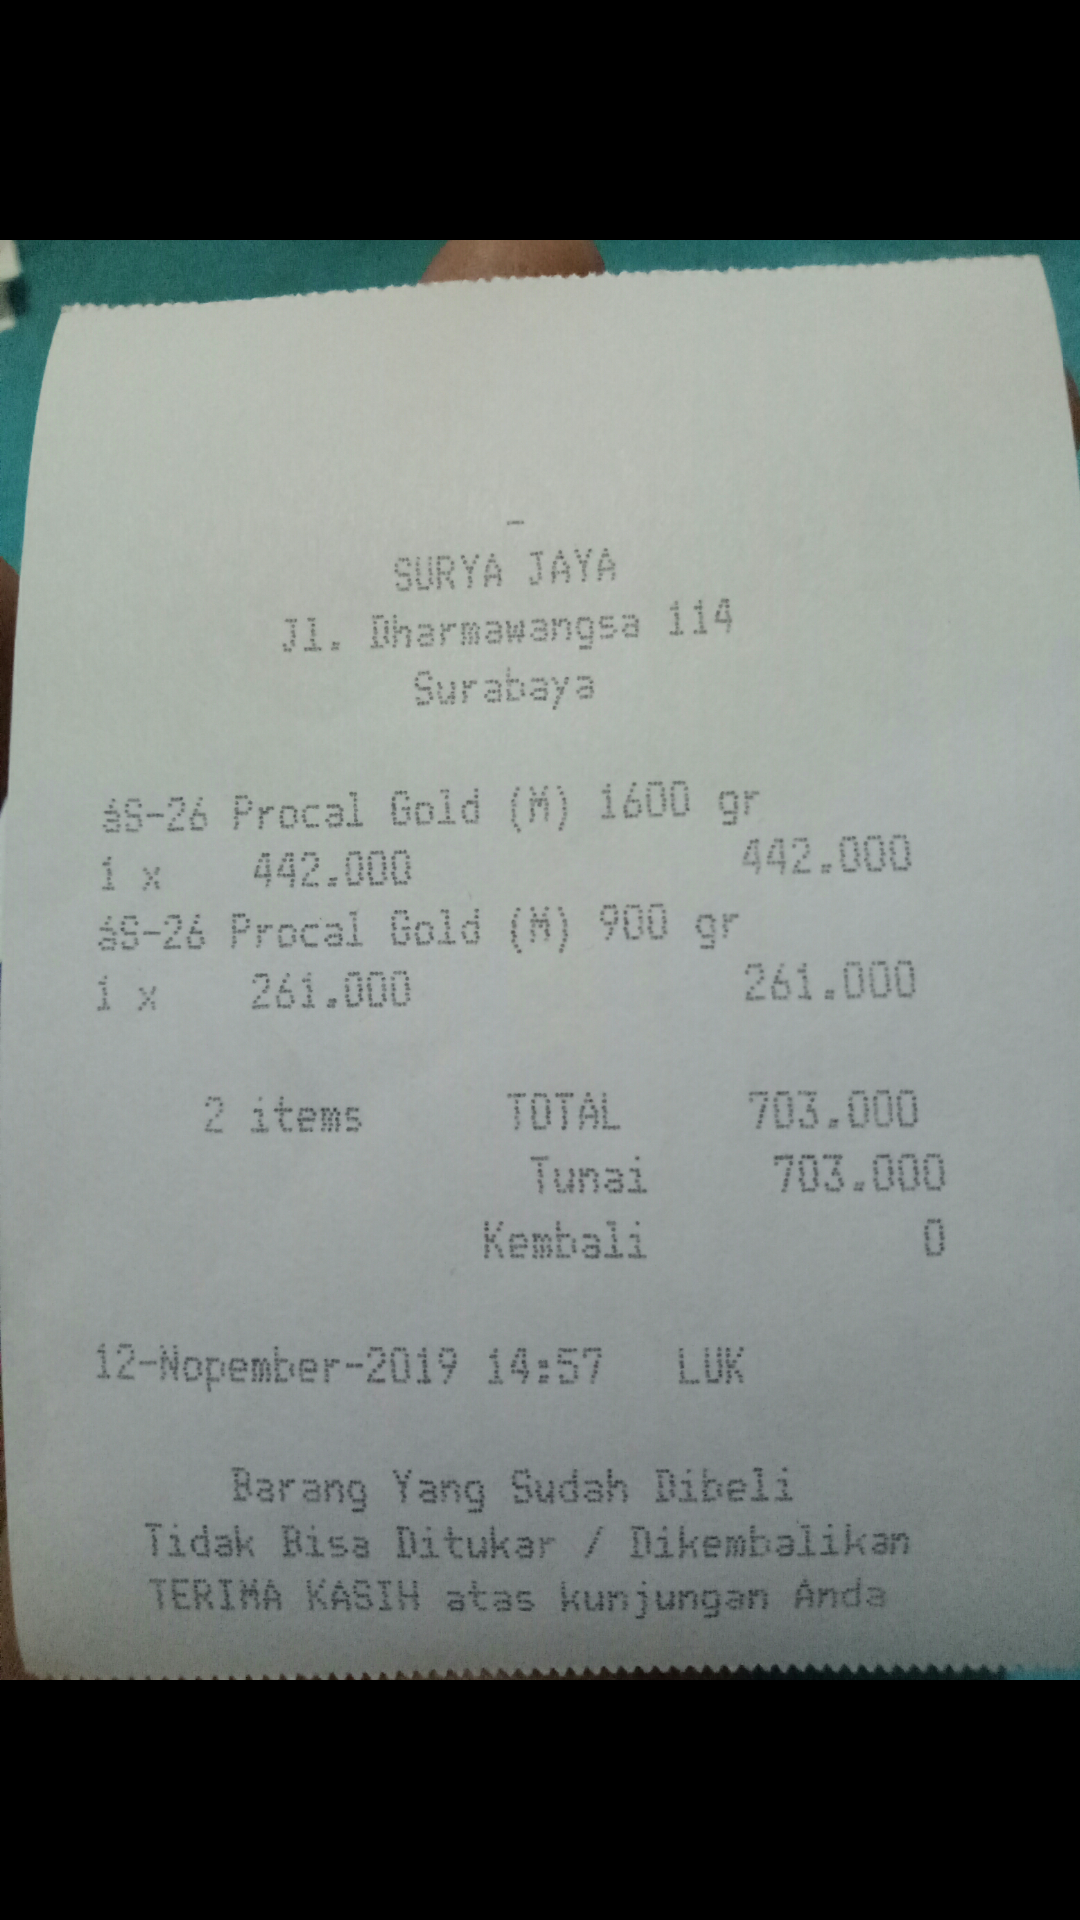 SURYA JAYA
Jl. Dharmawangsa 114
Surabaya
6S-26 Procal Gold (M) 1600 gr
1 x 442.000 442.000
6S-26 Procal Gold (M) 900 gr
1 x 261.000 261.000
2 items TOTAL 703.000
Tunai 703.000
Kembali 0
12-Nopember-2019 14:57 LUK
Barang Yang Sudah Dibeli
Tidak Bisa Ditukar / Dikembalikan
TERIMA KASIH atas kunjungan Anda